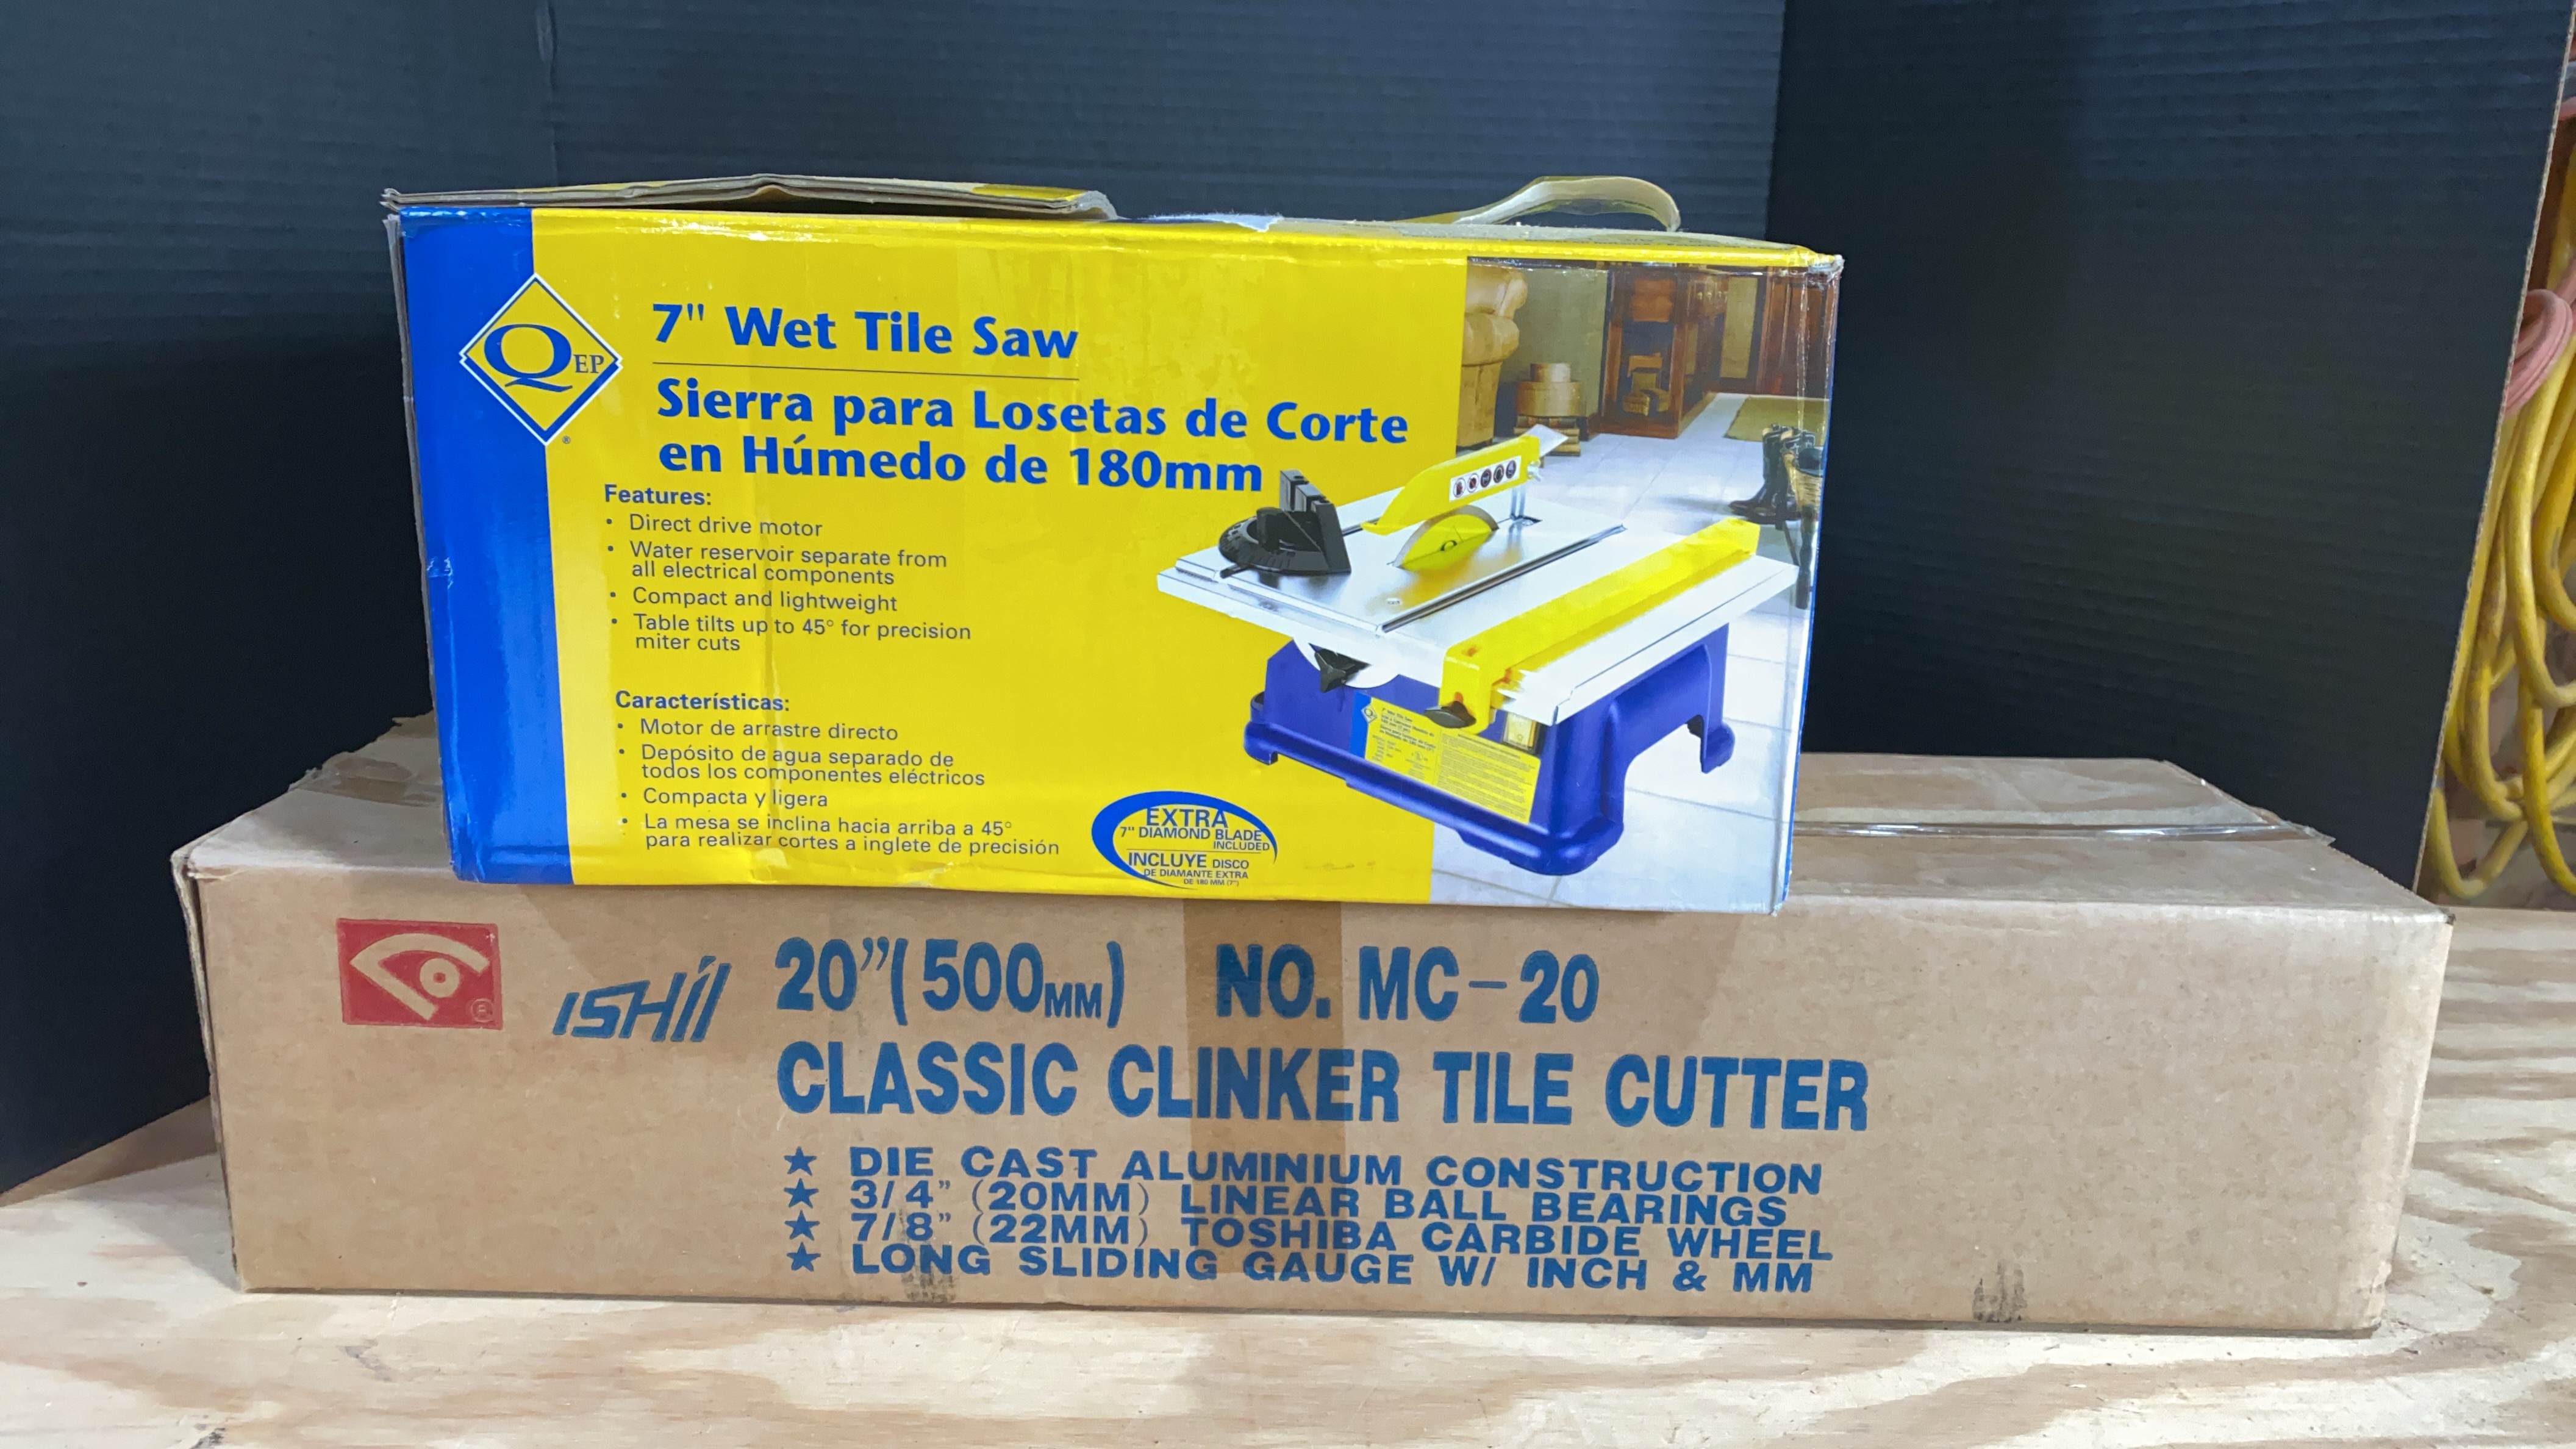 QEP
®
7" Wet Tile Saw
Sierra para Losetas de Corte
en Húmedo de 180mm
Features:
• Direct drive motor
• Water reservoir separate from
all electrical components
• Compact and lightweight
• Table tilts up to 45° for precision
miter cuts
Características:
• Motor de arrastre directo
• Depósito de agua separado de
todos los componentes eléctricos
• Compacta y ligera
• La mesa se inclina hacia arriba a 45°
para realizar cortes a inglete de precisión
EXTRA
7" DIAMOND BLADE
INCLUDED
INCLUYE DISCO
DE DIAMANTE EXTRA
DE 180 MM (7")
®
ISHII 20"(500MM) NO. MC-20
CLASSIC CLINKER TILE CUTTER
★ DIE CAST ALUMINIUM CONSTRUCTION
★ 3/4" (20MM) LINEAR BALL BEARINGS
★ 7/8" (22MM) TOSHIBA CARBIDE WHEEL
★ LONG SLIDING GAUGE W/ INCH & MM